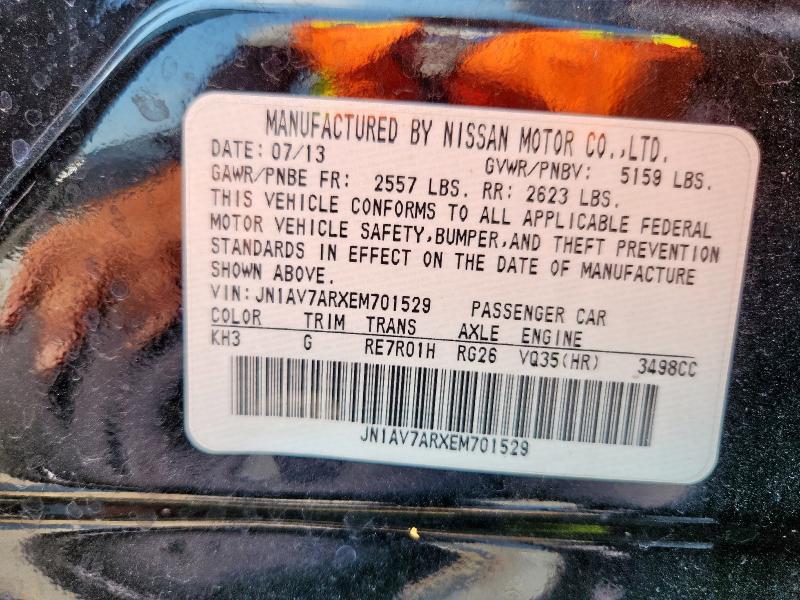 MANUFACTURED BY NISSAN MOTOR CO.,LTD.
DATE: 07/13 GVWR/PNBV: 5159 LBS.
GAWR/PNBE FR: 2557 LBS. RR: 2623 LBS.
THIS VEHICLE CONFORMS TO ALL APPLICABLE FEDERAL
MOTOR VEHICLE SAFETY,BUMPER,AND THEFT PREVENTION
STANDARDS IN EFFECT ON THE DATE OF MANUFACTURE
SHOWN ABOVE.
VIN:JN1AV7ARXEM701529 PASSENGER CAR
COLOR TRIM TRANS AXLE ENGINE
KH3 G RE7R01H RG26 VQ35(HR) 3498CC
JN1AV7ARXEM701529